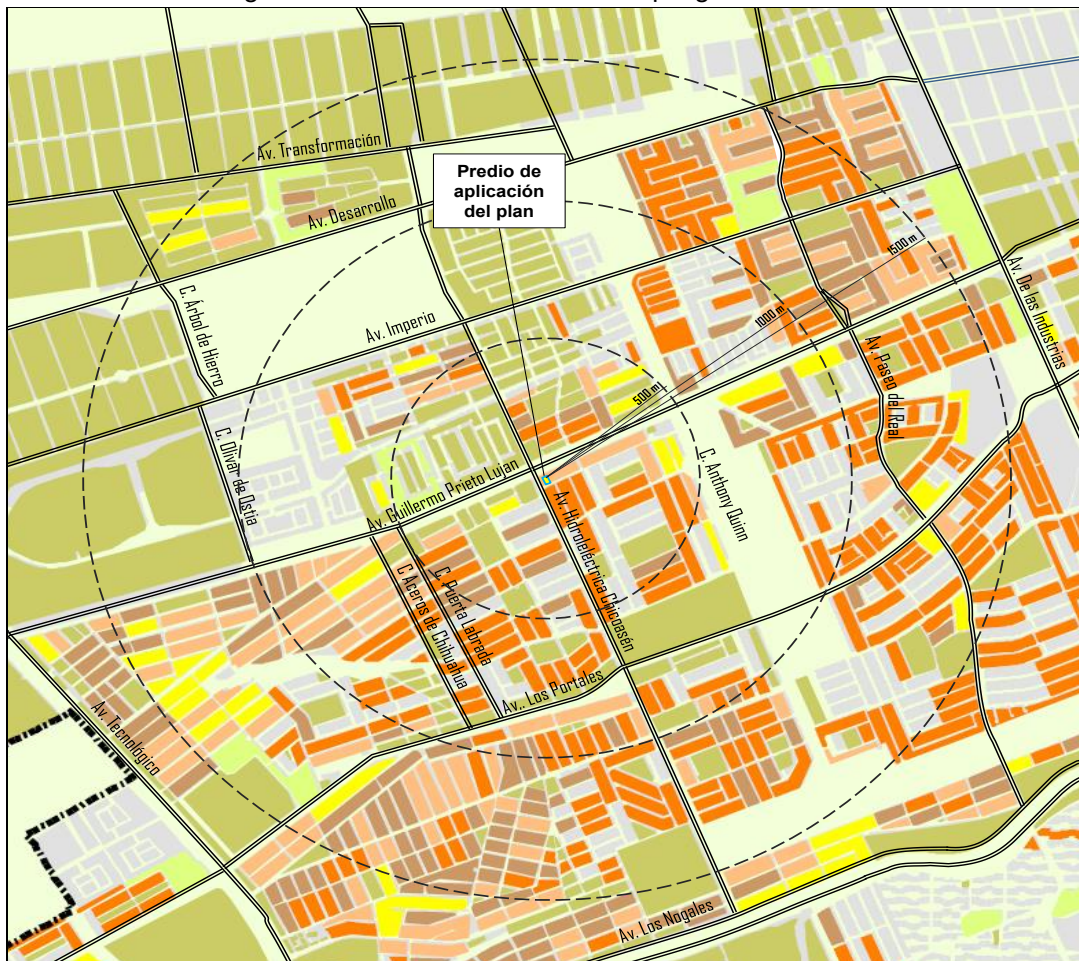 Av. Transformación
Predio de
aplicación
del plan
Av. Desarrollo
1500 m
Av. De las Industrias
C. Árbol de Hierro
Av. Imperio
1000 m
Av. Paseo del Real
500 m
C. Olivar de Ostia
Av. Guillermo Prieto Lujan
C. Anthony Quinn
Av. Hidroleléctrica Chicoasén
C. Puerta Labrada
C Aceros de Chihuahua
Av,. Los Portales
Av. Tecnológico
Av. Los Nogales